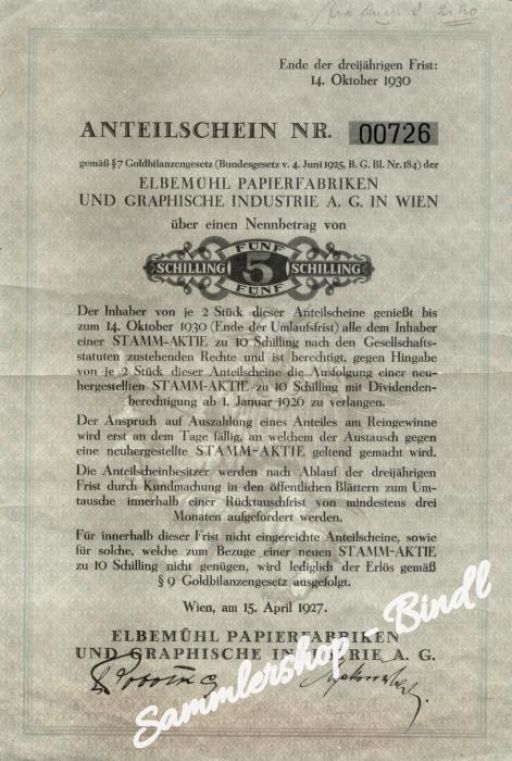 Ende der dreijährigen Frist:
14. Oktober 1930
ANTEILSCHEIN NR. 00726
gemäß § 7 Goldbilanzengesetz (Bundesgesetz v. 4. Juni 1925, B. G. Bl. Nr. 184) der
ELBEMÜHL PAPIERFABRIKEN
UND GRAPHISCHE INDUSTRIE A. G. IN WIEN
über einen Nennbetrag von
FÜNF
SCHILLING 5 SCHILLING
FÜNF
Der Inhaber von je 2 Stück dieser Anteilscheine genießt bis
zum 14. Oktober 1930 (Ende der Umlaufsfrist) alle dem Inhaber
einer STAMM-AKTIE zu 10 Schilling nach den Gesellschafts-
statuten zustehenden Rechte und ist berechtigt, gegen Hingabe
von je 2 Stück dieser Anteilscheine die Ausfolgung einer neu-
hergestellten STAMM-AKTIE zu 10 Schilling mit Dividenden-
berechtigung ab 1. Januar 1926 zu verlangen.
Der Anspruch auf Auszahlung eines Anteiles am Reingewinne
wird erst an dem Tage fällig, an welchem der Austausch gegen
eine neuhergestellte STAMM-AKTIE geltend gemacht wird.
Die Anteilscheinbesitzer werden nach Ablauf der dreijährigen
Frist durch Kundmachung in den öffentlichen Blättern zum Um-
tausche innerhalb einer Rücktauschfrist von mindestens drei
Monaten aufgefordert werden.
Für innerhalb dieser Frist nicht eingereichte Anteilscheine, sowie
für solche, welche zum Bezuge einer neuen STAMM-AKTIE
zu 10 Schilling nicht genügen, wird lediglich der Erlös gemäß
§ 9 Goldbilanzengesetz ausgefolgt.
Wien, am 15. April 1927.
ELBEMÜHL PAPIERFABRIKEN
UND GRAPHISCHE INDUSTRIE A. G.
Sammlershop - Bindl